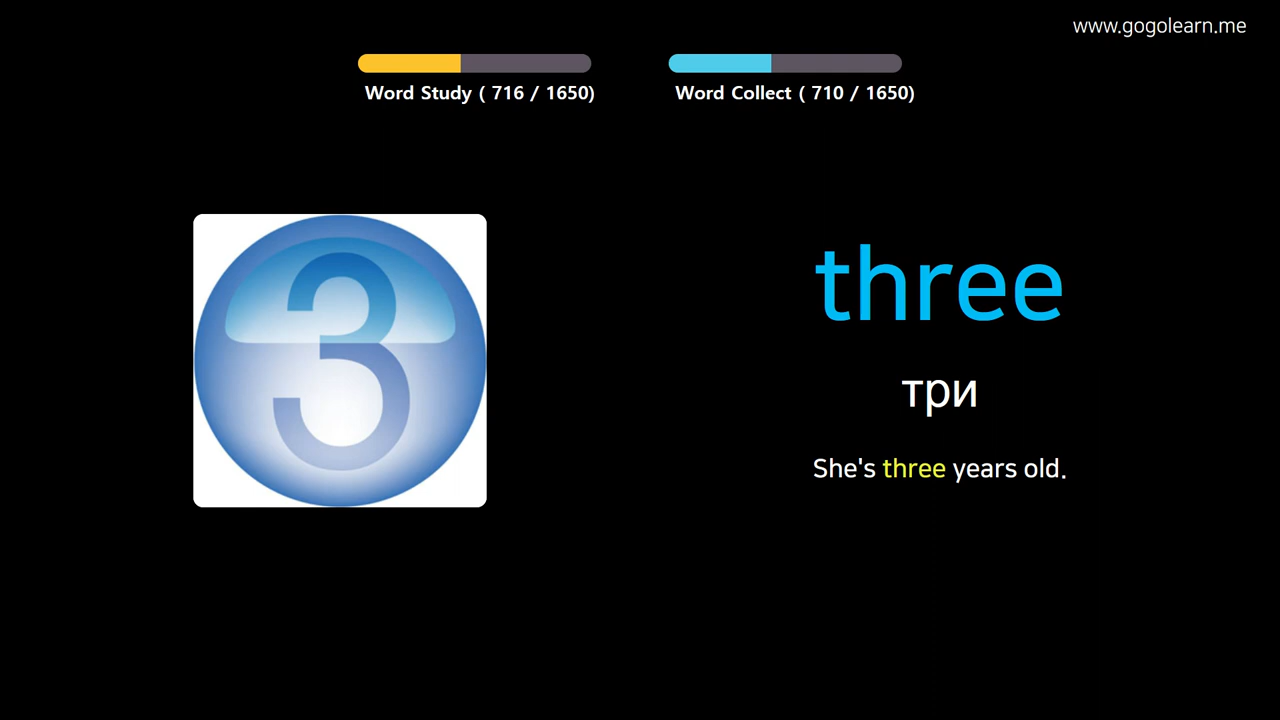 www.gogolearn.me
Word Study ( 716 / 1650)
Word Collect ( 710 / 1650)
3
three
три
She's three years old.